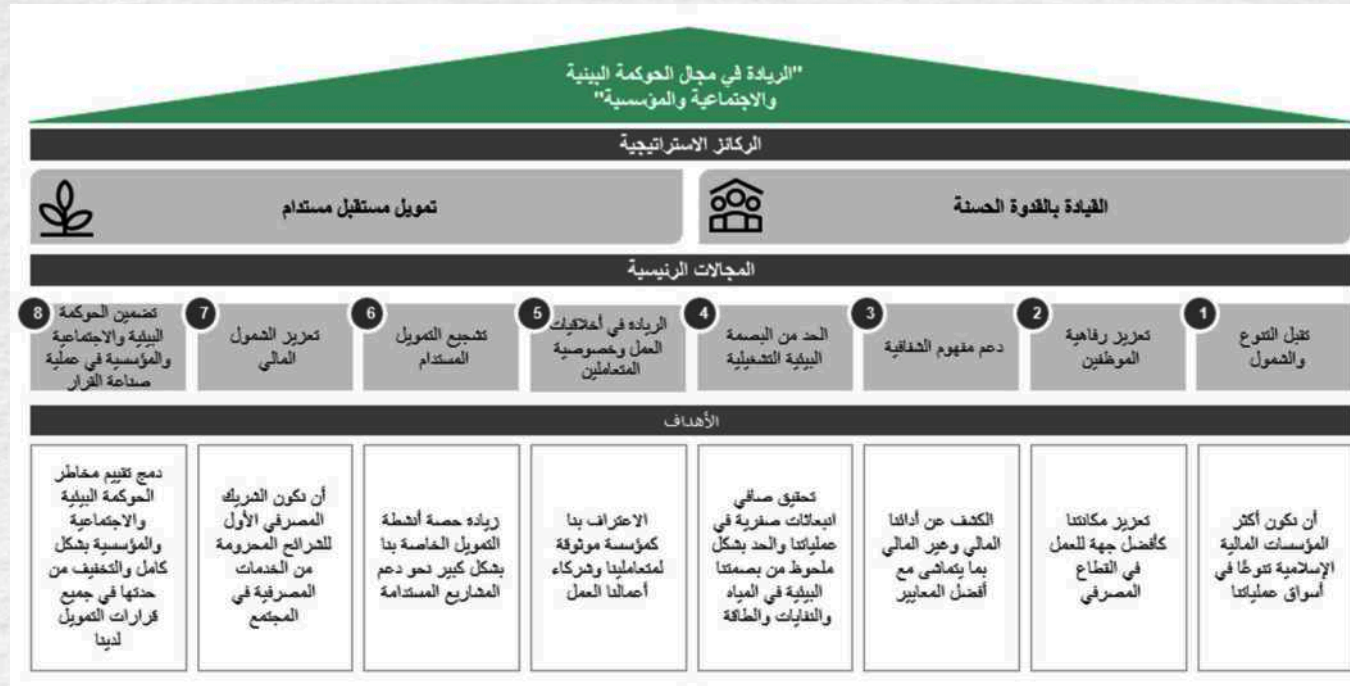 "الريادة في مجال الحوكمة البيئية
والاجتماعية والمؤسسية"
الركائز الاستراتيجية
القيادة بالقدوة الحسنة
تمويل مستقبل مستدام
المجالات الرئيسية
1
تقبل التنوع
والشمول
2
تعزيز رفاهية
الموظفين
3
دعم مفهوم الشفافية
4
الحد من البصمة
البيئية التشغيلية
5
الريادة في أخلاقيات
العمل وخصوصية
المتعاملين
6
تشجيع التمويل
المستدام
7
تعزيز الشمول
المالي
8
تضمين الحوكمة
البيئية والاجتماعية
والمؤسسية في عملية
صناعة القرار
الأهداف
أن نكون أكثر
المؤسسات المالية
الإسلامية تنوعًا في
أسواق عملياتنا
تعزيز مكانتنا
كأفضل جهة للعمل
في القطاع
المصرفي
الكشف عن أدائنا
المالي وغير المالي
بما يتماشى مع
أفضل المعايير
تحقيق صافي
انبعاثات صفرية في
عملياتنا والحد بشكل
ملحوظ من بصمتنا
البيئية في المياه
والنفايات والطاقة
الاعتراف بنا
كمؤسسة موثوقة
لمتعاملينا وشركاء
أعمالنا العمل
زيادة حصة أنشطة
التمويل الخاصة بنا
بشكل كبير نحو دعم
المشاريع المستدامة
أن نكون الشريك
المصرفي الأول
للشرائح المحرومة
من الخدمات
المصرفية في
المجتمع
دمج تقييم مخاطر
الحوكمة البيئية
والاجتماعية
والمؤسسية بشكل
كامل والتخفيف من
حدتها في جميع
قرارات التمويل
لدينا